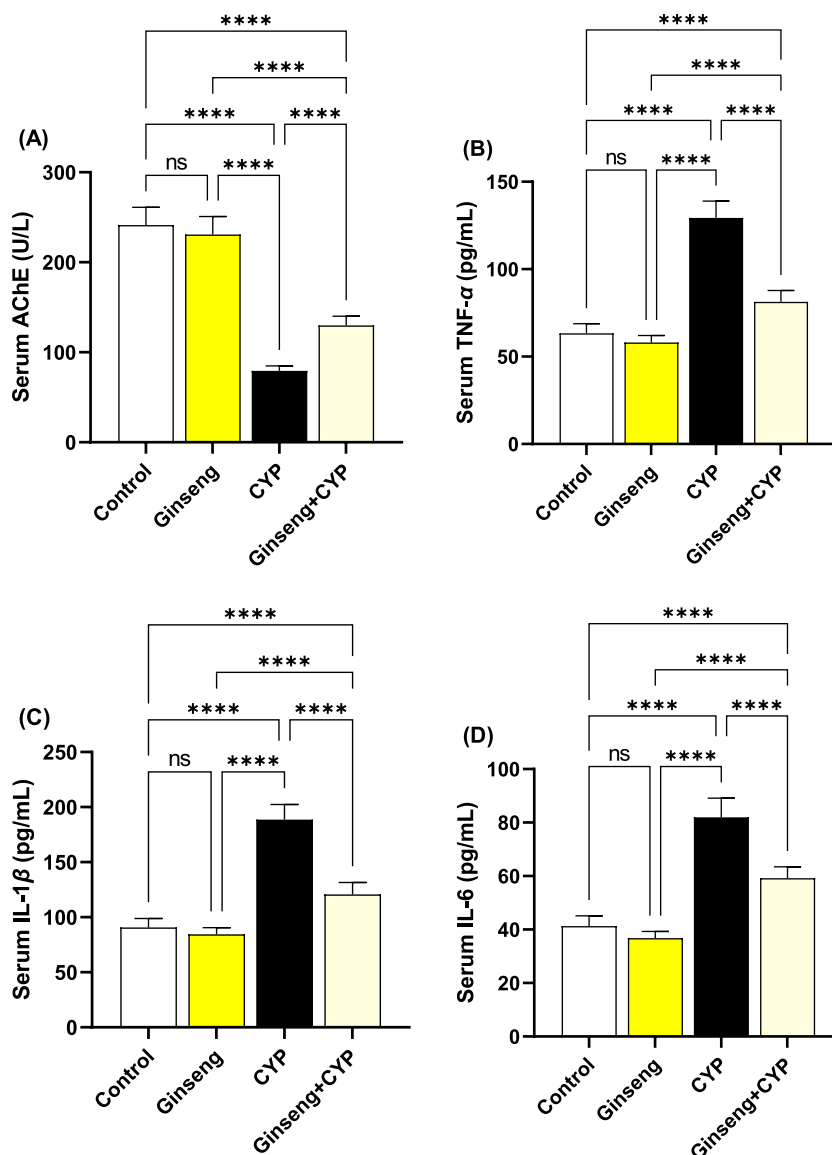 ****
****
**** ****
(A)
ns ****
300
200
100
0
Serum AChE (U/L)
Control
Ginseng
CYP
Ginseng+CYP
****
****
**** ****
(B)
ns ****
150
100
50
0
Serum TNF-α (pg/mL)
Control
Ginseng
CYP
Ginseng+CYP
****
****
(C)
**** ****
ns ****
250
200
150
100
50
0
Serum IL-1β (pg/mL)
Control
Ginseng
CYP
Ginseng+CYP
****
****
(D)
**** ****
ns ****
100
80
60
40
20
0
Serum IL-6 (pg/mL)
Control
Ginseng
CYP
Ginseng+CYP